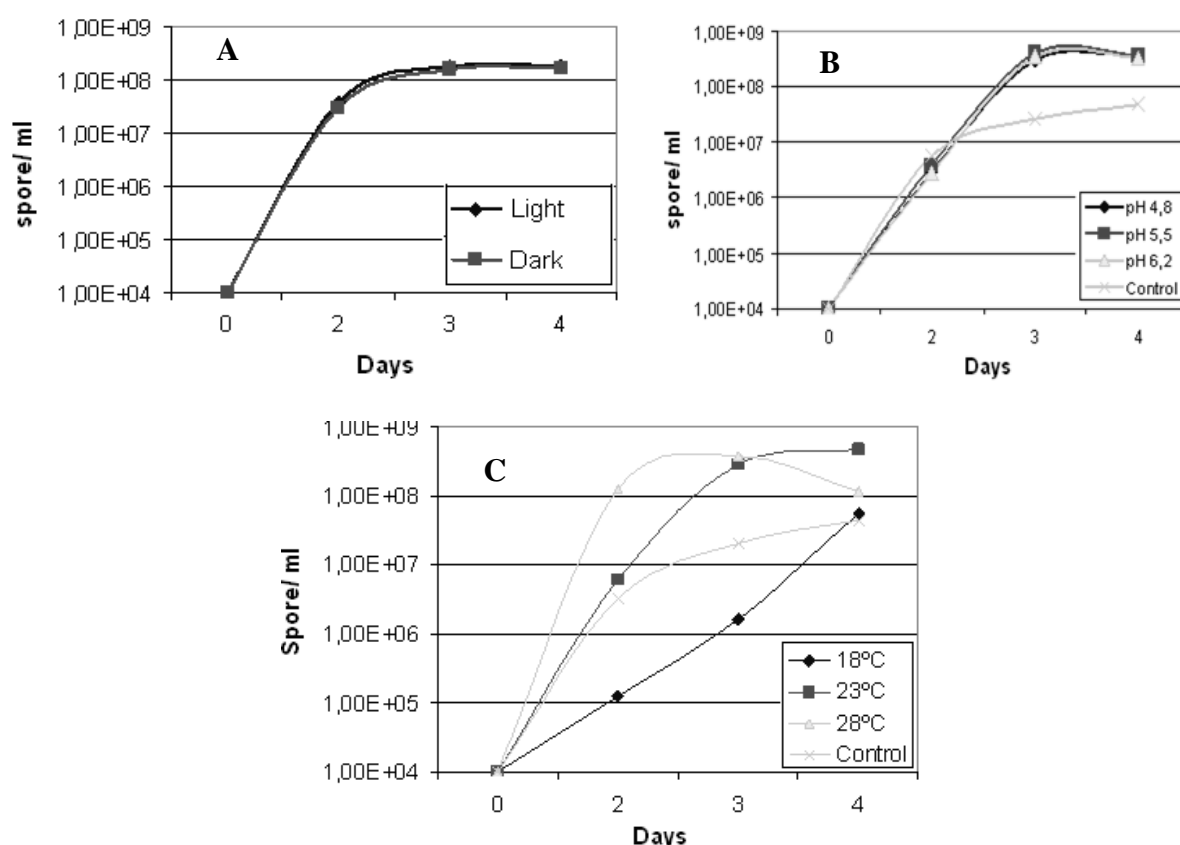 A
1,00E+09
1,00E+08
1,00E+07
1,00E+06
1,00E+05
1,00E+04
spore/ ml
0 2 3 4
Days
Light
Dark
B
1,00E+09
1,00E+08
1,00E+07
1,00E+06
1,00E+05
1,00E+04
spore/ ml
0 2 3 4
Days
pH 4,8
pH 5,5
pH 6,2
Control
C
1,00E+09
1,00E+08
1,00E+07
1,00E+06
1,00E+05
1,00E+04
Spore/ ml
0 2 3 4
Days
18ºC
23ºC
28ºC
Control